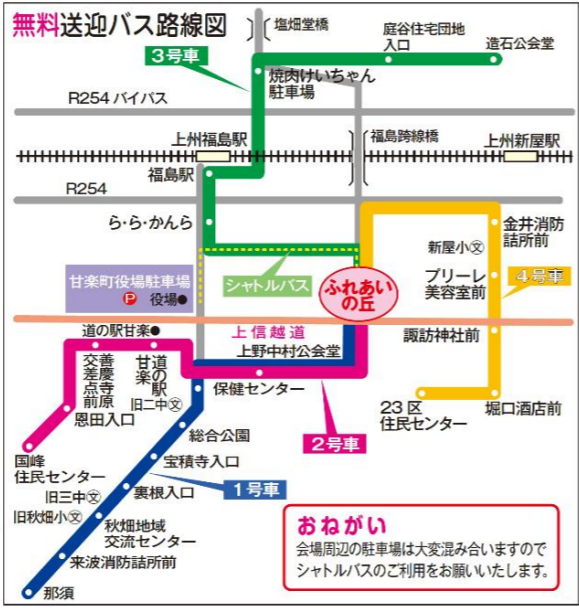 無料送迎バス路線図
塩畑堂橋
庭谷住宅団地
入口
造石公会堂
3号車
焼肉けいちゃん
駐車場
R254バイパス
上州福島駅
福島跨線橋
上州新屋駅
福島駅
R254
ら・ら・かんら
金井消防
詰所前
新屋小文
甘楽町役場駐車場
P 役場
シャトルバス
ふれあい
の丘
プリーレ
美容室前
4号車
上信越道
道の駅甘楽
上野中村公会堂
諏訪神社前
善慶寺前
交差点原
道の駅
甘楽
旧二中文
保健センター
恩田入口
23区
住民センター
堀口酒店前
総合公園
2号車
国峰
住民センター
宝積寺入口
旧三中文
裏根入口
1号車
旧秋畑小文
秋畑地域
交流センター
来波消防詰所前
那須
おねがい
会場周辺の駐車場は大変混み合いますので
シャトルバスのご利用をお願いいたします。